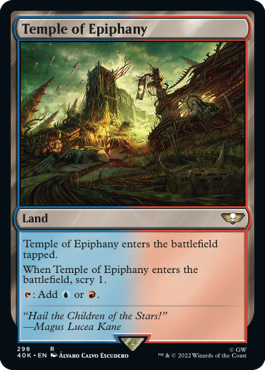 Temple of Epiphany
Land
Temple of Epiphany enters the battlefield
tapped.
When Temple of Epiphany enters the
battlefield, scry 1.
: Add or .
"Hail the Children of the Stars!"
—Magus Lucea Kane
298 R
40K • EN Álvaro Calvo Escudero
© GW
™ & © 2022 Wizards of the Coast